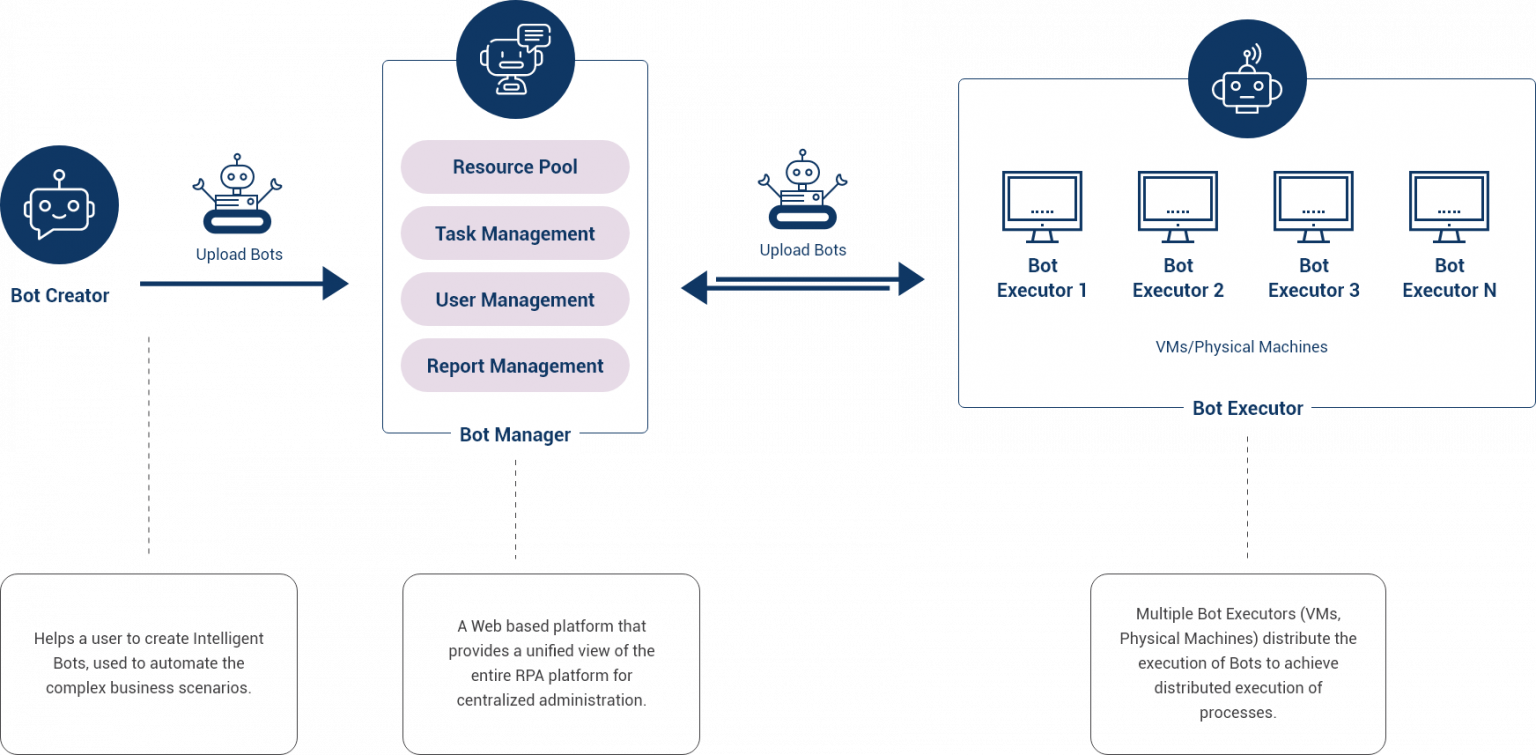 Bot Creator
Upload Bots
Resource Pool
Task Management
User Management
Report Management
Bot Manager
Upload Bots
Bot
Executor 1
Bot
Executor 2
Bot
Executor 3
Bot
Executor N
VMs/Physical Machines
Bot Executor
Helps a user to create Intelligent
Bots, used to automate the
complex business scenarios.
A Web based platform that
provides a unified view of the
entire RPA platform for
centralized administration.
Multiple Bot Executors (VMs,
Physical Machines) distribute the
execution of Bots to achieve
distributed execution of
processes.